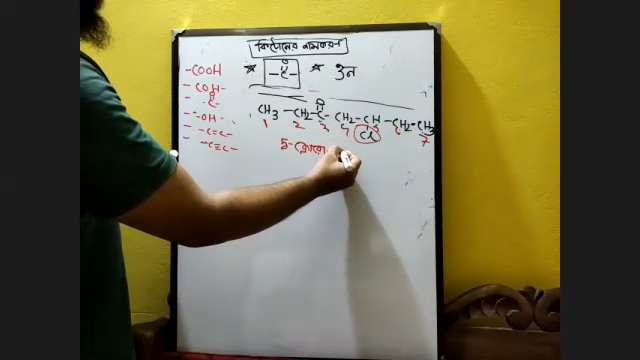 কিটোনের নামকরণ
-COOH
* O
-C- * ওন
-COH-
O
-C-
O
CH3 -CH2-C- CH2-CH -CH2-CH3
Cl
1 2 3 4 5 6 7
-OH-
-C=C-
-C≡C-
5-ক্লোরো